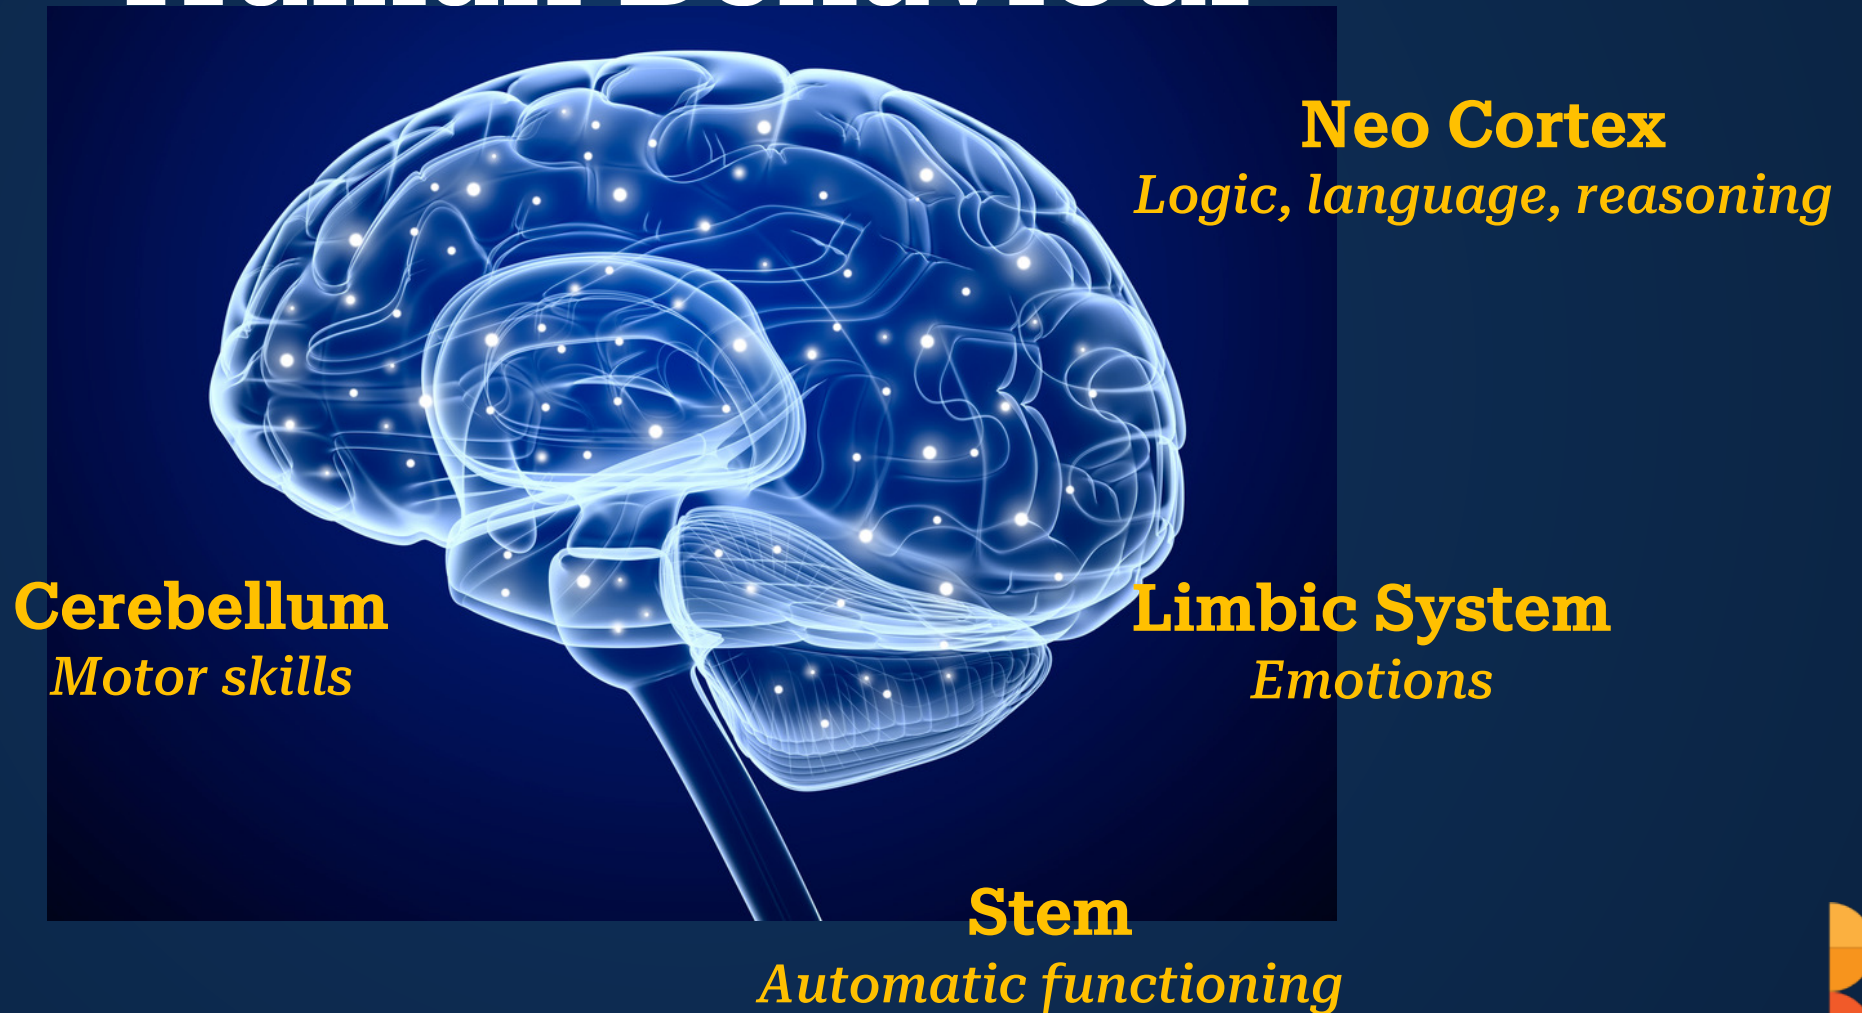 Neo Cortex
Logic, language, reasoning
Cerebellum
Motor skills
Limbic System
Emotions
Stem
Automatic functioning